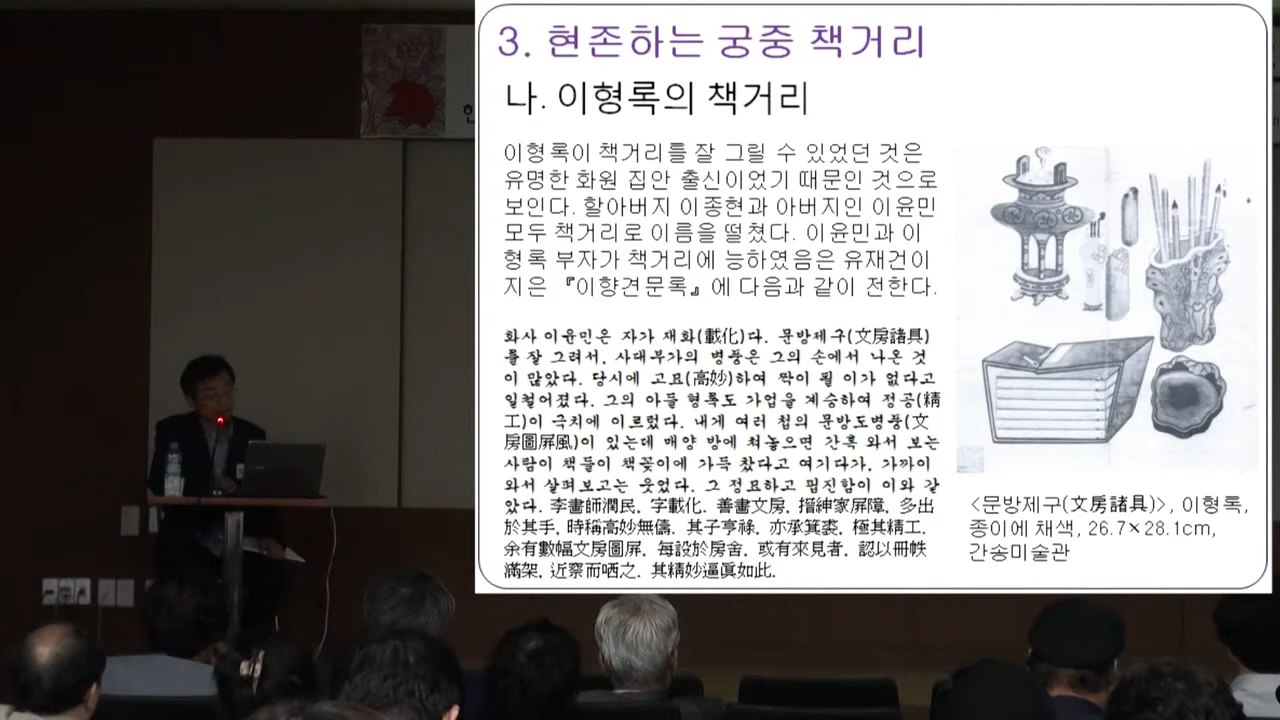 3. 현존하는 궁중 책거리
나. 이형록의 책거리
이형록이 책거리를 잘 그릴 수 있었던 것은
유명한 화원 집안 출신이었기 때문인 것으로
보인다. 할아버지 이종현과 아버지인 이윤민
모두 책거리로 이름을 떨쳤다. 이윤민과 이
형록 부자가 책거리에 능하였음은 유재건이
지은 『이향견문록』에 다음과 같이 전한다.
화사 이윤민은 자가 재화(載化)다. 문방제구(文房諸具)
를 잘 그려서, 사대부가의 병풍은 그의 손에서 나온 것
이 많았다. 당시에 고묘(高妙)하여 짝이 될 이가 없다고
일컬어졌다. 그의 아들 형록도 가업을 계승하여 정공(精
工)이 극치에 이르렀다. 내게 여러 첩의 문방도병풍(文
房圖屛風)이 있는데 매양 방에 쳐놓으면 간혹 와서 보는
사람이 책들이 책꽂이에 가득 찼다고 여기다가, 가까이
와서 살펴보고는 웃었다. 그 정묘하고 핍진함이 이와 같
았다. 李畵師潤民, 字載化. 善畵文房, 搢紳家屛障, 多出
於其手, 時稱高妙無儔. 其子亨祿, 亦承箕裘, 極其精工.
余有數幅文房圖屛, 每設於房舍, 或有來見者, 認以冊帙
滿架, 近察而哂之. 其精妙逼眞如此.
<문방제구(文房諸具)>, 이형록,
종이에 채색, 26.7×28.1cm,
간송미술관